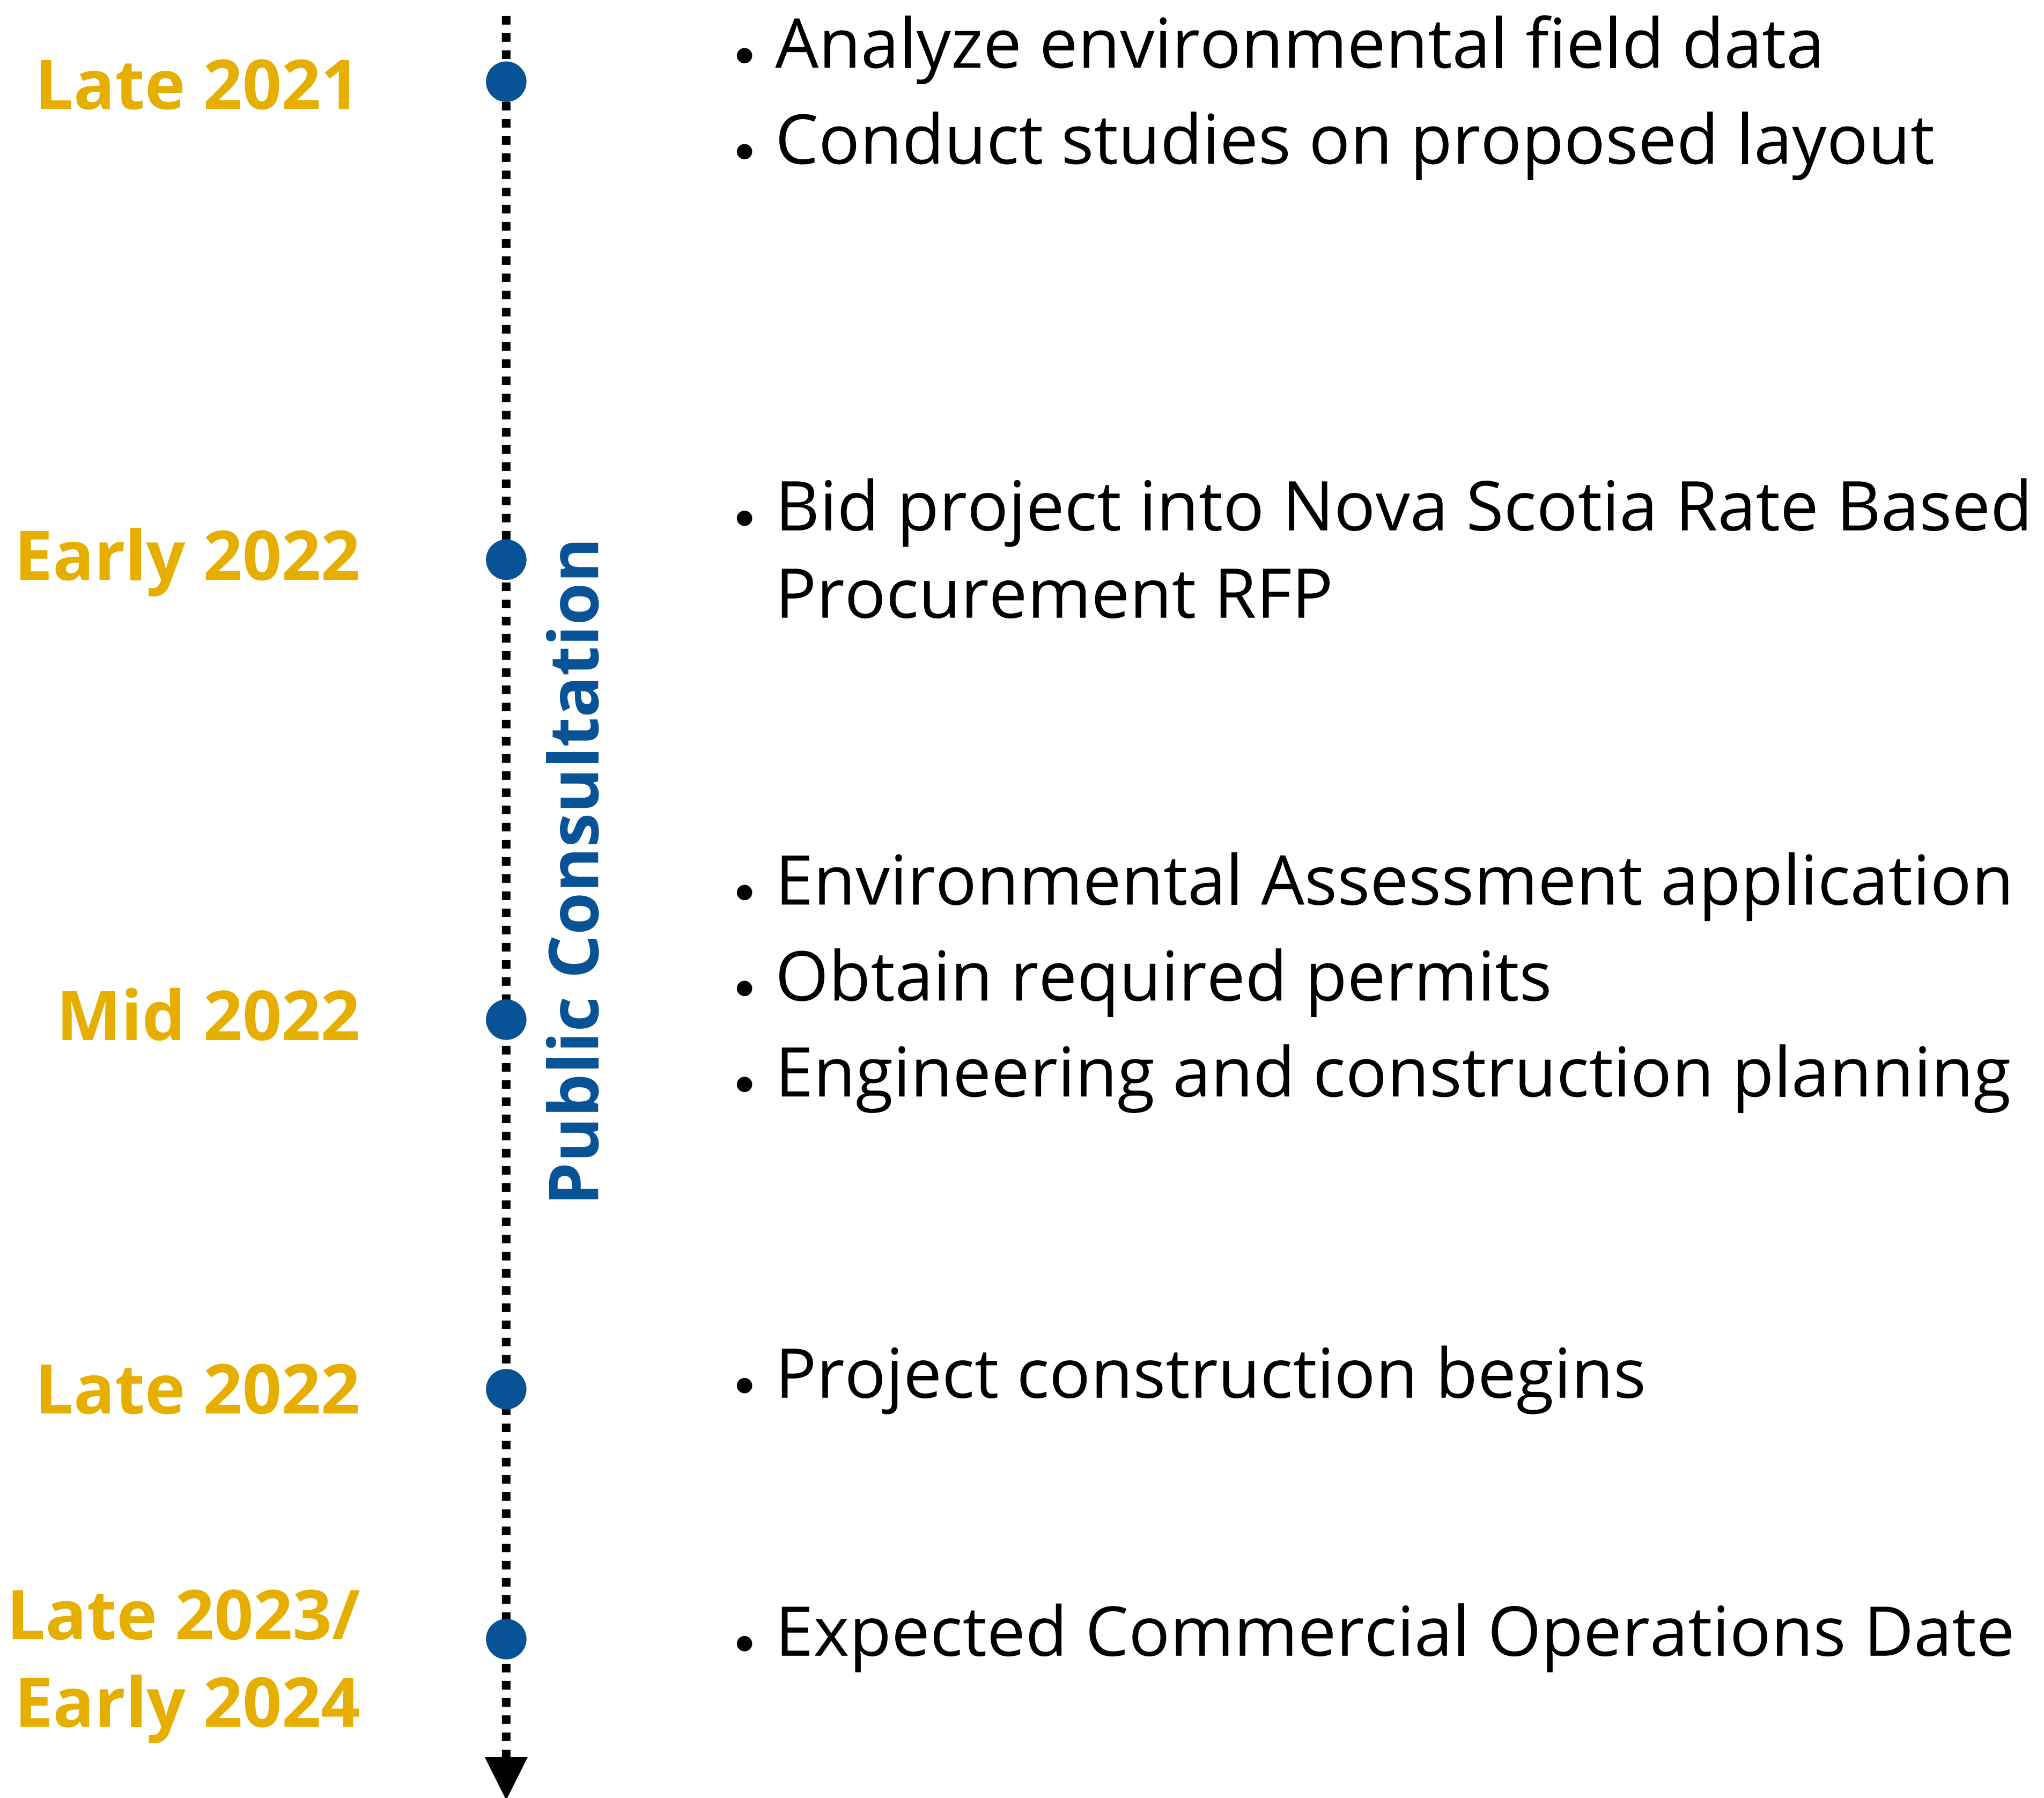 Late 2021
• Analyze environmental field data
• Conduct studies on proposed layout
Early 2022
• Bid project into Nova Scotia Rate Based
Procurement RFP
Public Consultation
Mid 2022
• Environmental Assessment application
• Obtain required permits
• Engineering and construction planning
Late 2022
• Project construction begins
Late 2023/
Early 2024
• Expected Commercial Operations Date